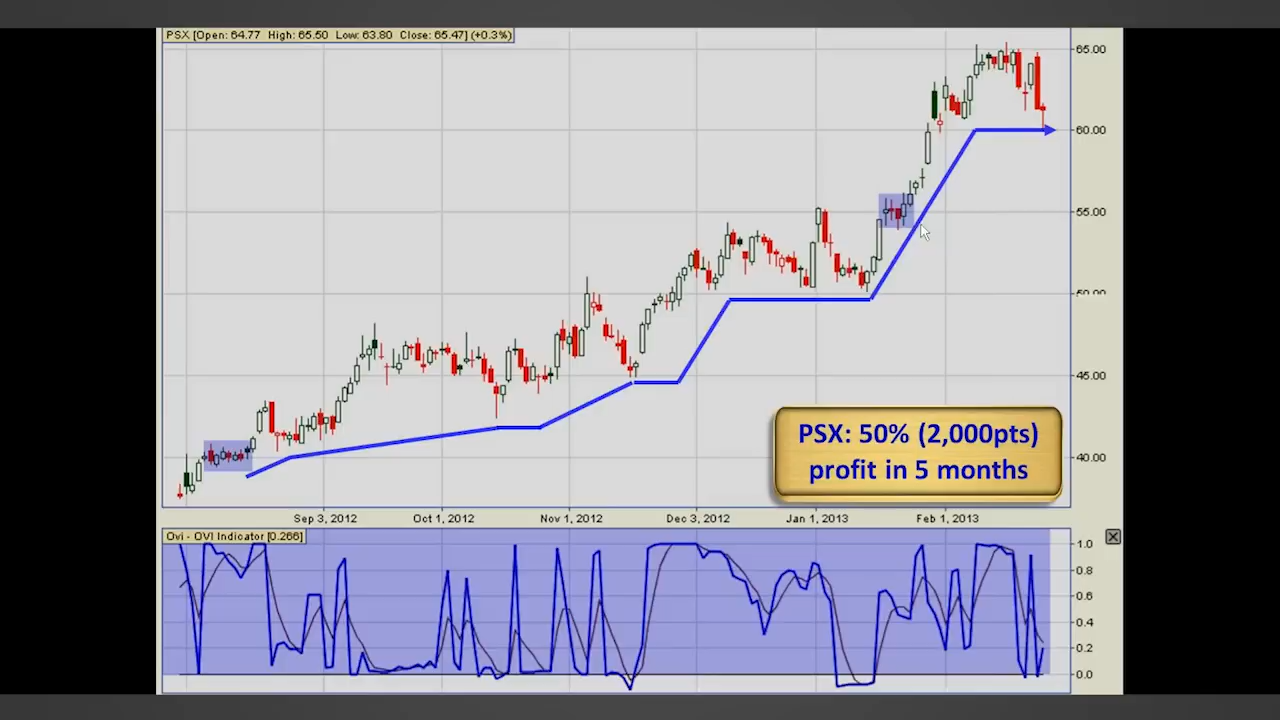 PSX [Open: 64.77 High: 65.50 Low: 63.80 Close: 65.47] (+0.3%)
65.00
60.00
55.00
50.00
45.00
40.00
PSX: 50% (2,000pts)
profit in 5 months
Sep 3, 2012 Oct 1, 2012 Nov 1, 2012 Dec 3, 2012 Jan 1, 2013 Feb 1, 2013
Ovi - OVI Indicator [0.266]
1.0
0.8
0.6
0.4
0.2
0.0